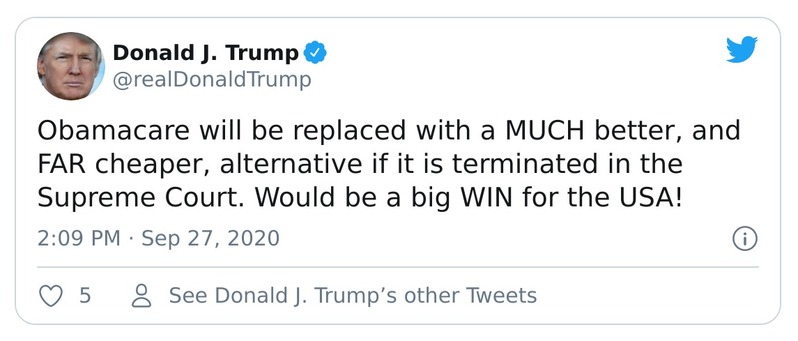 Donald J. Trump
@realDonaldTrump
Obamacare will be replaced with a MUCH better, and
FAR cheaper, alternative if it is terminated in the
Supreme Court. Would be a big WIN for the USA!
2:09 PM · Sep 27, 2020
5 See Donald J. Trump’s other Tweets